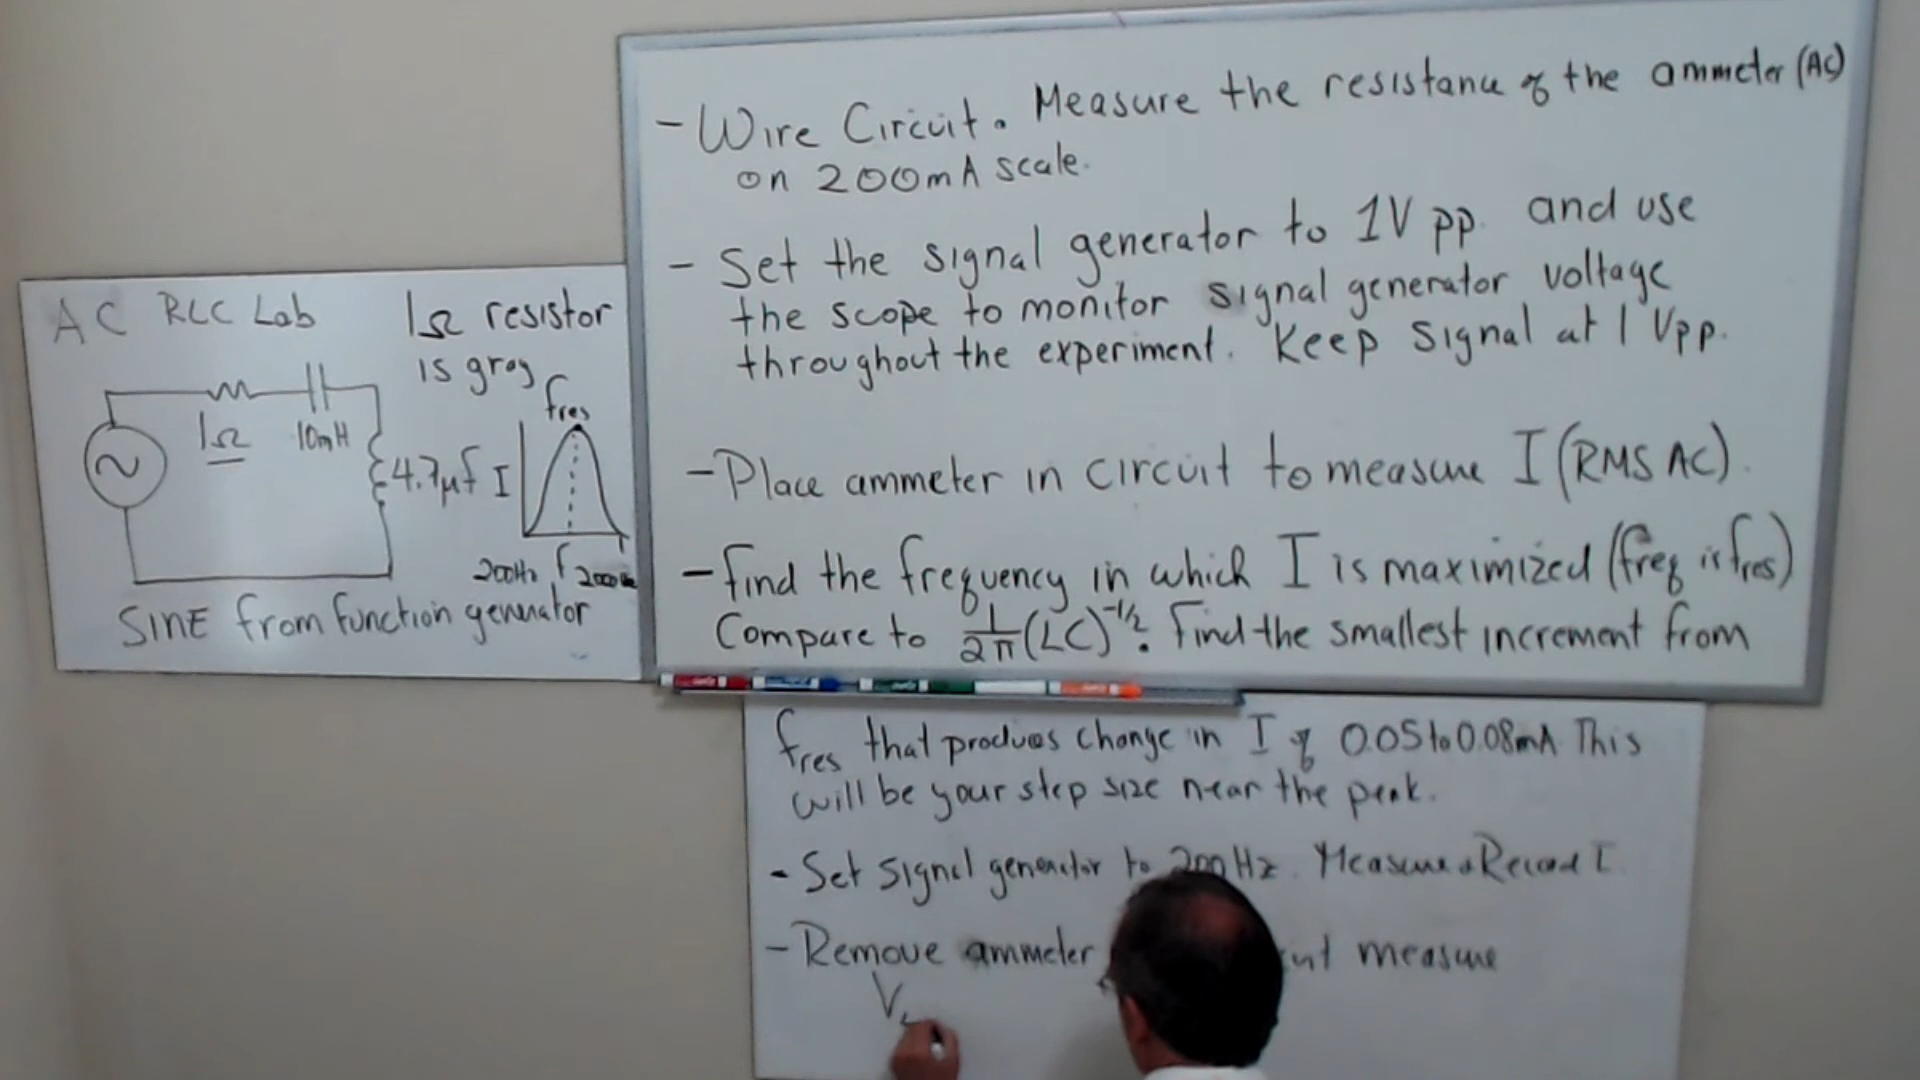 AC RLC Lab
1Ω resistor
is gray
fres
1Ω
10mH
4.7μf
I
200Hz
f
SINE from function generator
- Wire Circuit. Measure the resistance of the ammeter (AC)
on 200mA scale.
- Set the signal generator to 1V pp. and use
the scope to monitor signal generator voltage
throughout the experiment. Keep signal at 1 Vpp.
- Place ammeter in circuit to measure I (RMS AC).
- Find the frequency in which I is maximized (freq is fres)
Compare to 1/2π (LC)^-1/2. Find the smallest increment from
fres that produces change in I of 0.05 to 0.08mA. This
will be your step size near the peak.
- Set signal generator to 200 Hz. Measure & Record I.
- Remove ammeter measure
V